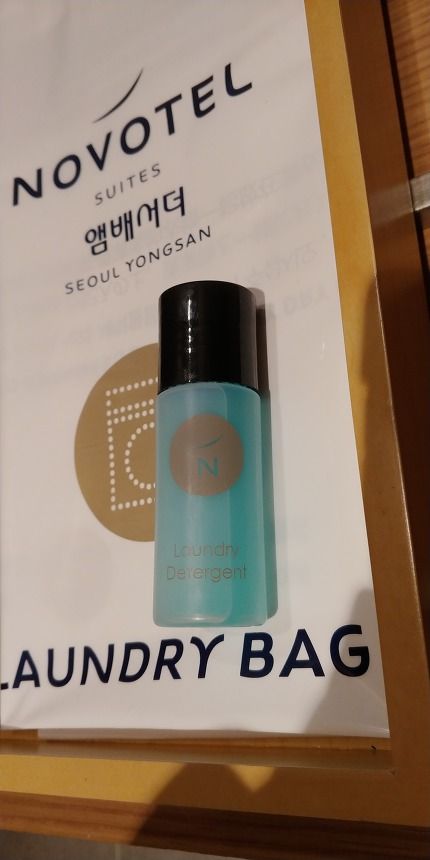 NOVOTEL
SUITES
앰배서더
SEOUL YONGSAN
N
Laundry
Detergent
LAUNDRY BAG